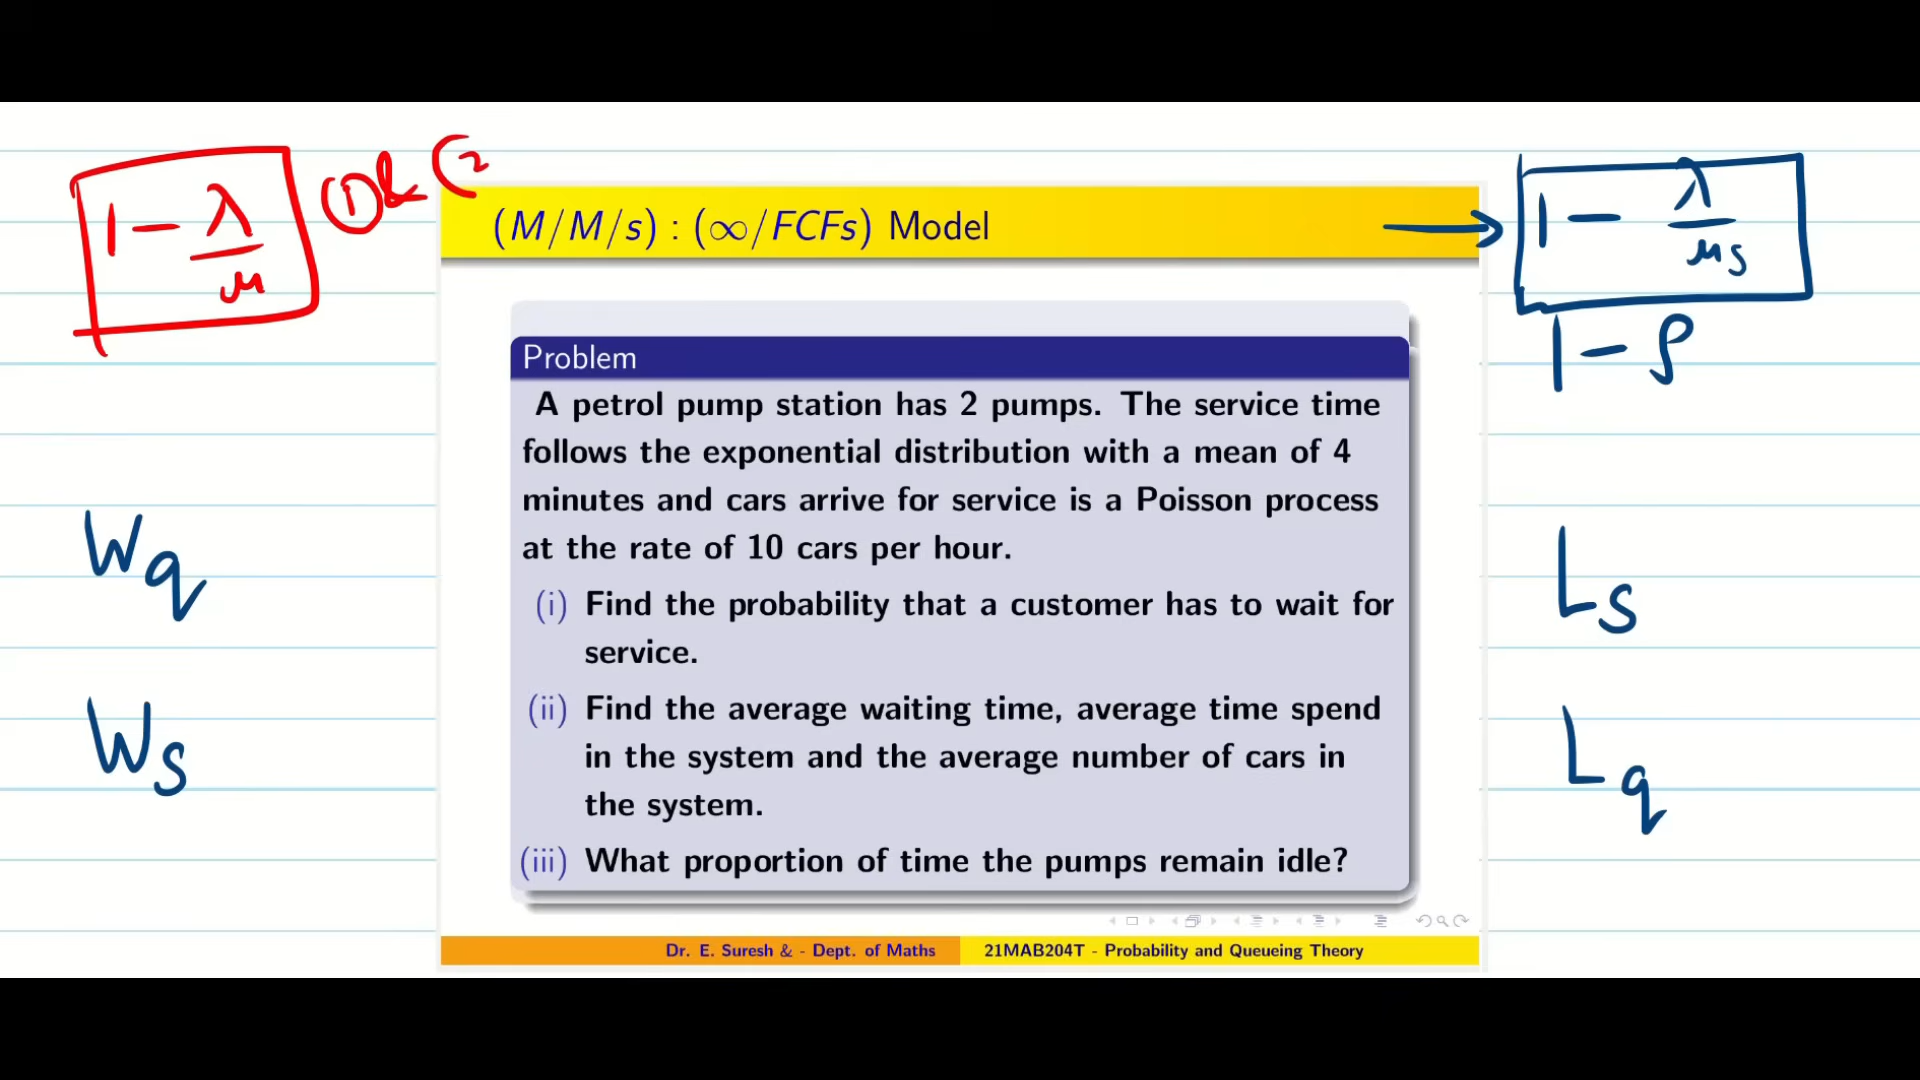 1 - λ/μ
① & (2
(M/M/s) : (∞/FCFs) Model
1 - λ/μs
1 - ρ
Problem
A petrol pump station has 2 pumps. The service time
follows the exponential distribution with a mean of 4
minutes and cars arrive for service is a Poisson process
at the rate of 10 cars per hour.
(i) Find the probability that a customer has to wait for
service.
(ii) Find the average waiting time, average time spend
in the system and the average number of cars in
the system.
(iii) What proportion of time the pumps remain idle?
Wq
Ws
Ls
Lq
Dr. E. Suresh & - Dept. of Maths
21MAB204T - Probability and Queueing Theory